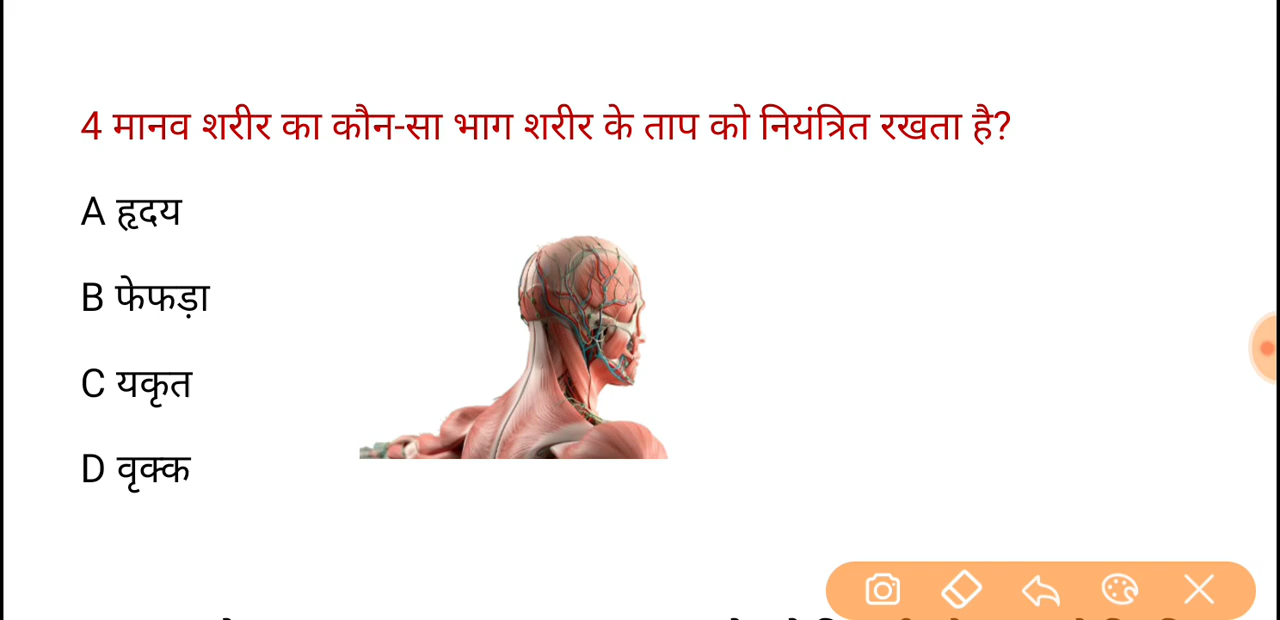 4 मानव शरीर का कौन-सा भाग शरीर के ताप को नियंत्रित रखता है?
A हृदय
B फेफड़ा
C यकृत
D वृक्क